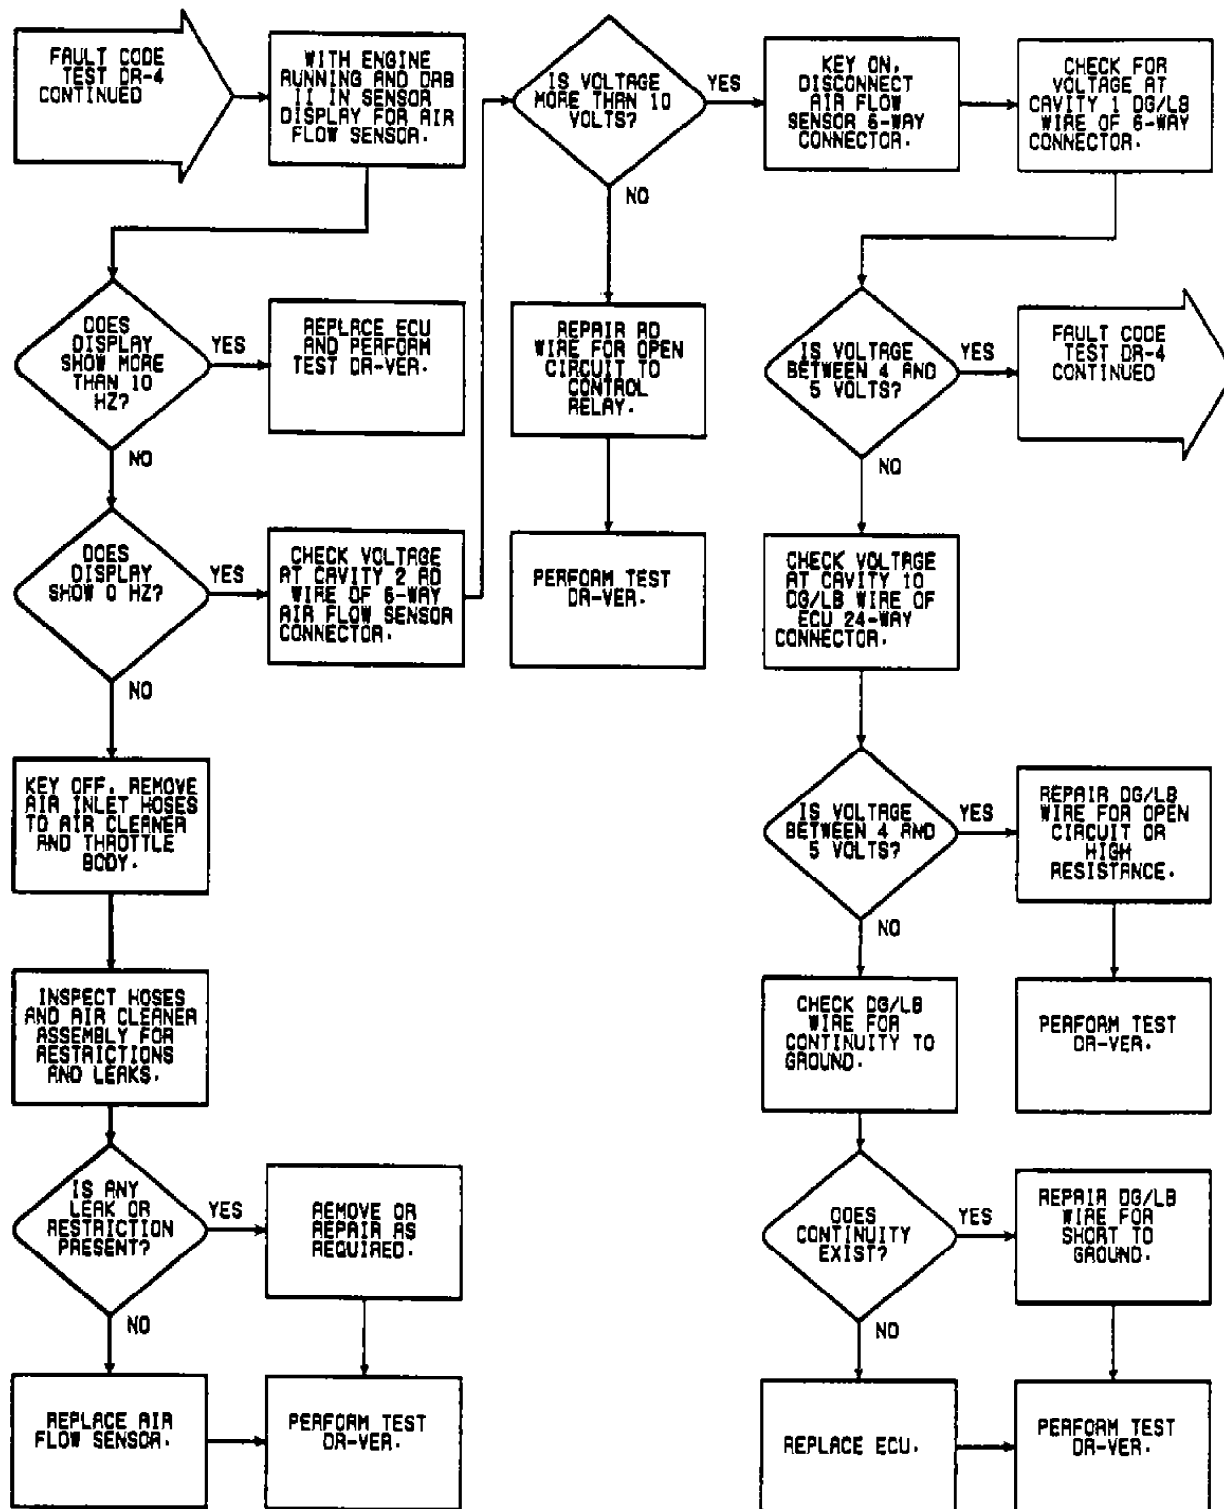 FAULT CODE
TEST DR-4
CONTINUED
WITH ENGINE
RUNNING AND DRB
II IN SENSOR
DISPLAY FOR AIR
FLOW SENSOR.
DOES
DISPLAY
SHOW MORE
THAN 10
HZ?
YES
REPLACE ECU
AND PERFORM
TEST DR-VER.
NO
DOES
DISPLAY
SHOW 0 HZ?
YES
CHECK VOLTAGE
AT CAVITY 2 RD
WIRE OF 6-WAY
AIR FLOW SENSOR
CONNECTOR.
NO
KEY OFF. REMOVE
AIR INLET HOSES
TO AIR CLEANER
AND THROTTLE
BODY.
INSPECT HOSES
AND AIR CLEANER
ASSEMBLY FOR
RESTRICTIONS
AND LEAKS.
IS ANY
LEAK OR
RESTRICTION
PRESENT?
YES
REMOVE OR
REPAIR AS
REQUIRED.
NO
REPLACE AIR
FLOW SENSOR.
PERFORM TEST
DR-VER.
IS VOLTAGE
MORE THAN 10
VOLTS?
YES
KEY ON,
DISCONNECT
AIR FLOW
SENSOR 6-WAY
CONNECTOR.
CHECK FOR
VOLTAGE AT
CAVITY 1 DG/LB
WIRE OF 6-WAY
CONNECTOR.
NO
REPAIR RD
WIRE FOR OPEN
CIRCUIT TO
CONTROL
RELAY.
PERFORM TEST
DR-VER.
IS VOLTAGE
BETWEEN 4 AND
5 VOLTS?
YES
FAULT CODE
TEST DR-4
CONTINUED
NO
CHECK VOLTAGE
AT CAVITY 10
DG/LB WIRE OF
ECU 24-WAY
CONNECTOR.
IS VOLTAGE
BETWEEN 4 AND
5 VOLTS?
YES
REPAIR DG/LB
WIRE FOR OPEN
CIRCUIT OR
HIGH
RESISTANCE.
PERFORM TEST
DR-VER.
NO
CHECK DG/LB
WIRE FOR
CONTINUITY TO
GROUND.
DOES
CONTINUITY
EXIST?
YES
REPAIR DG/LB
WIRE FOR
SHORT TO
GROUND.
NO
REPLACE ECU.
PERFORM TEST
DR-VER.